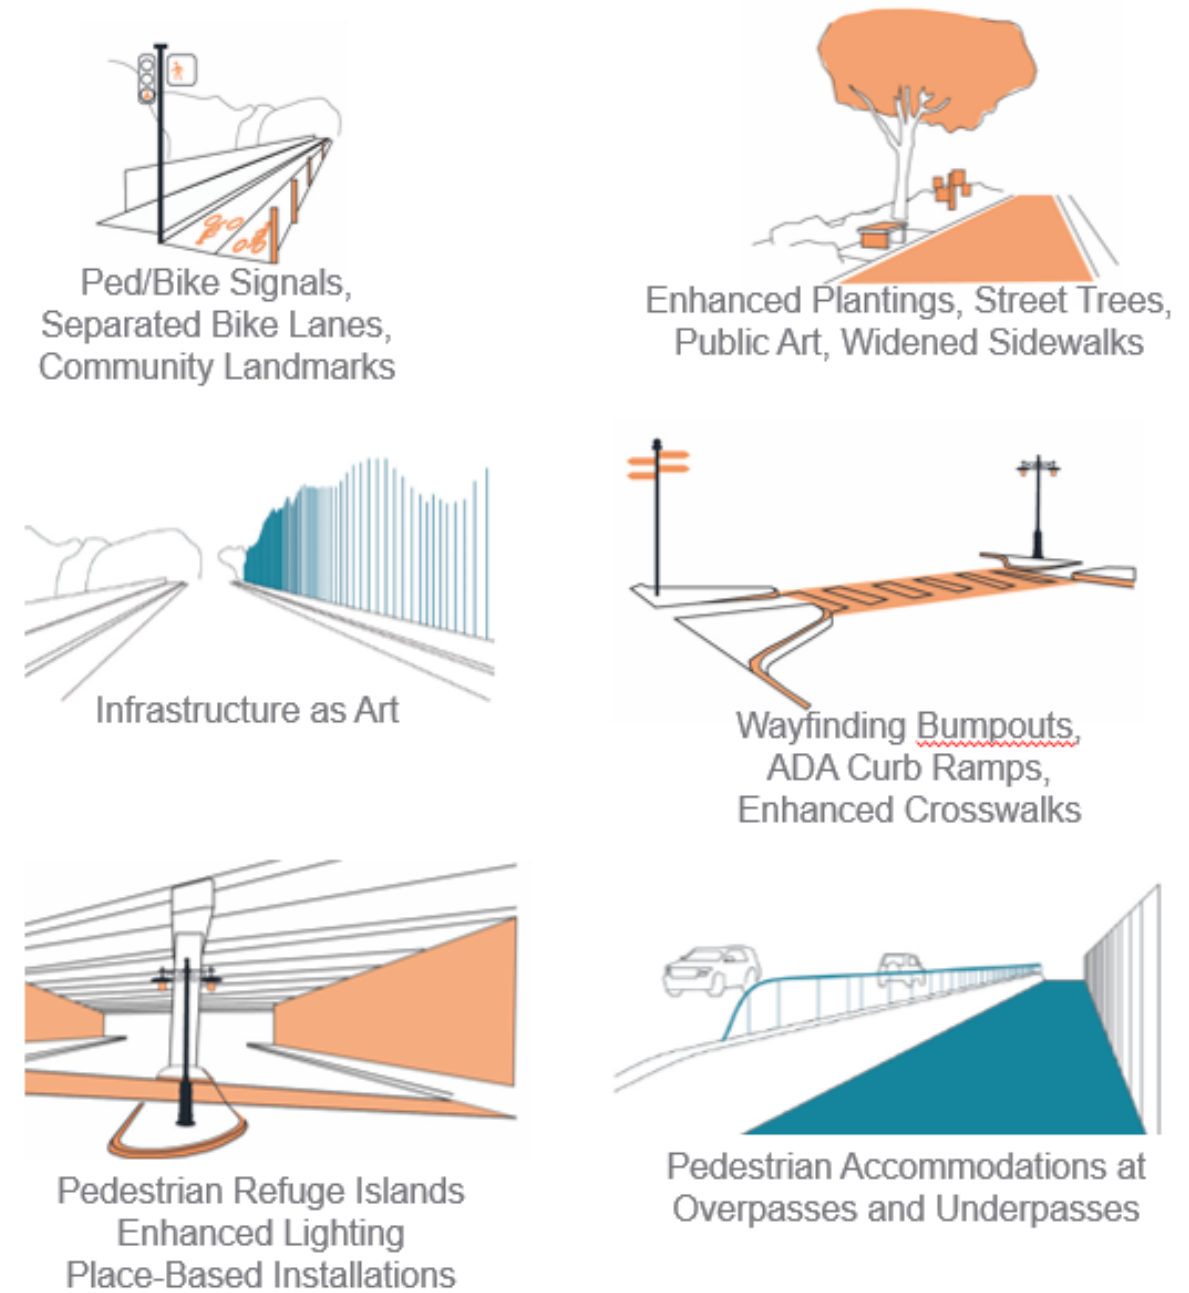 Ped/Bike Signals,
Separated Bike Lanes,
Community Landmarks
Enhanced Plantings, Street Trees,
Public Art, Widened Sidewalks
Infrastructure as Art
Wayfinding Bumpouts,
ADA Curb Ramps,
Enhanced Crosswalks
Pedestrian Refuge Islands
Enhanced Lighting
Place-Based Installations
Pedestrian Accommodations at
Overpasses and Underpasses